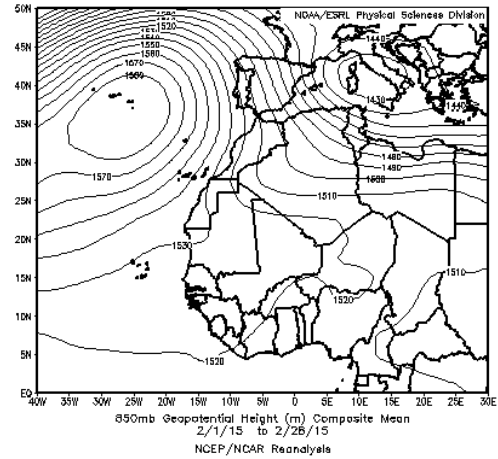 50N
45N
40N
35N
30N
25N
20N
15N
10N
5N
EQ
NOAA/ESRL Physical Sciences Division
1520
1550
1440
1430
1440
1480
1490
1500
1510
1570
1530
1520
1510
1520
40W 35W 30W 25W 20W 15W 10W 5W 0E 5E 10E 15E 20E 25E 30E
850mb Geopotential Height (m) Composite Mean
2/1/15 to 2/26/15
NCEP/NCAR Reanalysis